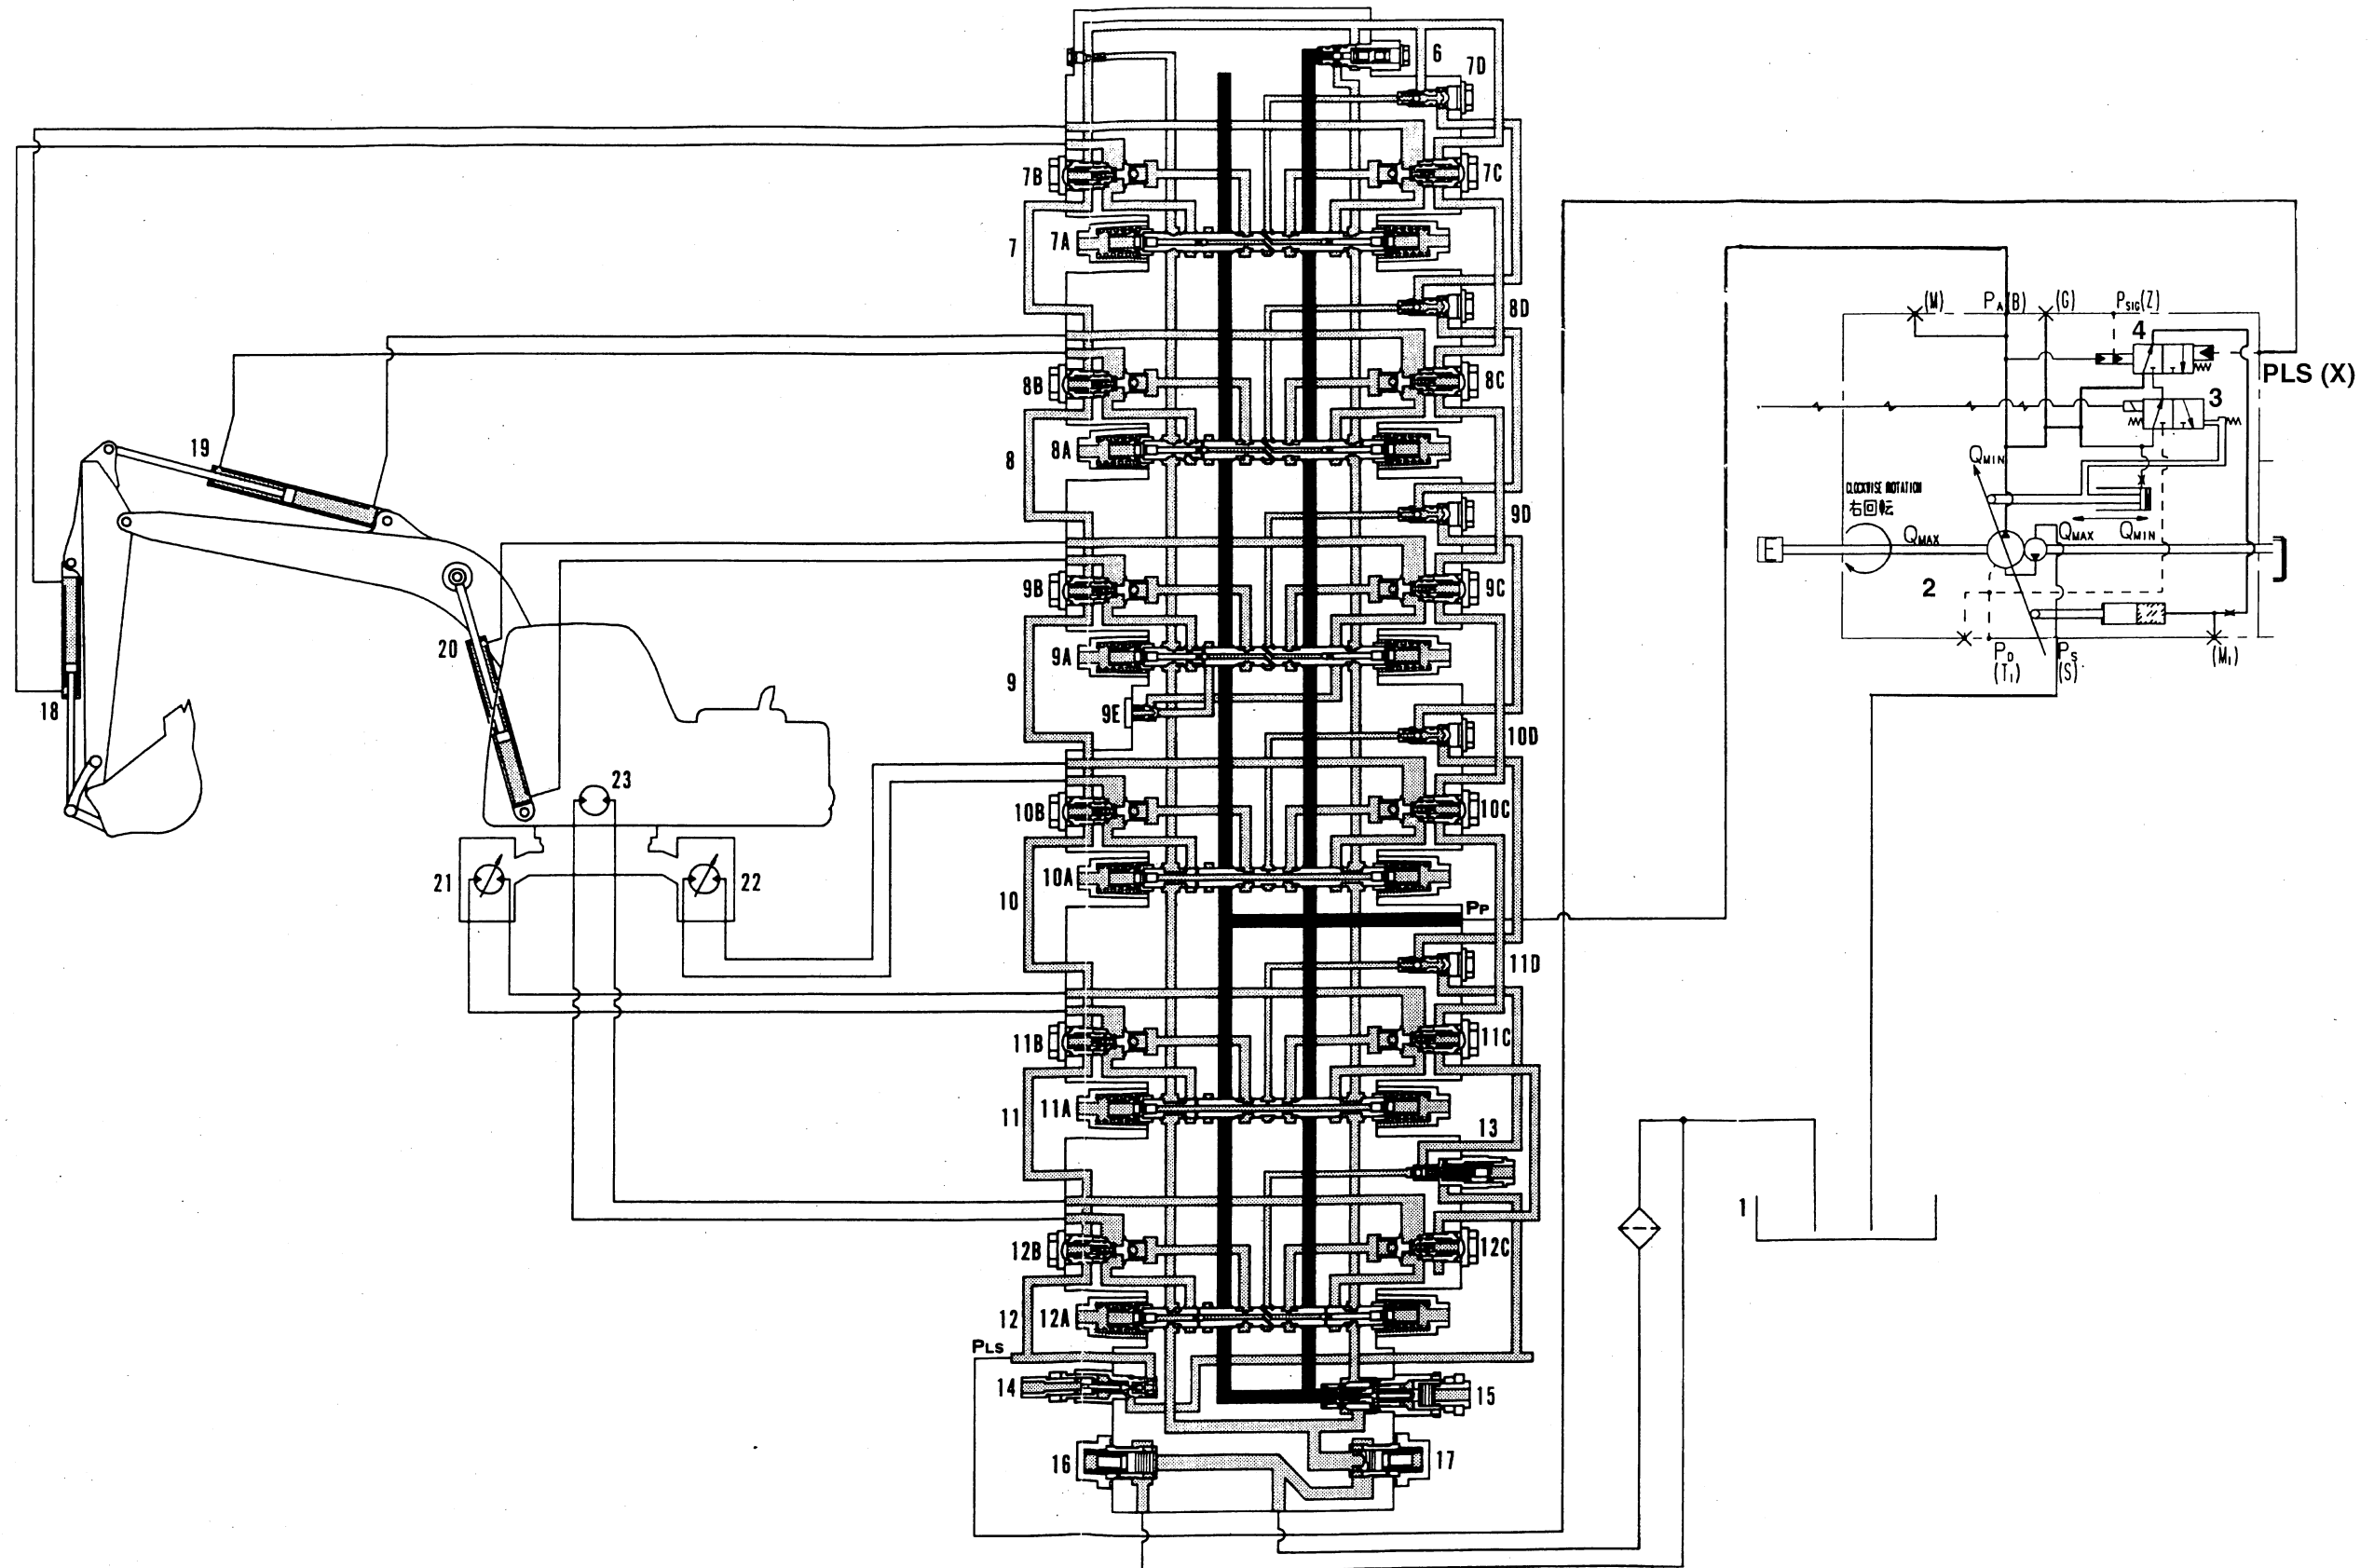 6
7D
7B
7C
7
7A
8D
8B
8C
8
8A
9D
9B
9C
9
9A
9E
10D
10B
10C
10
10A
PP
11D
11B
11C
11
11A
13
12B
12C
12
12A
PLS
14
15
16
17
18
19
20
21
22
23
(M)
PA(B)
(G)
PSIG(Z)
4
PLS (X)
3
QMIN
CLOCKWISE ROTATION
右回転
QMAX
QMAX
QMIN
E
2
PD
(T1)
PS
(S)
(M1)
1